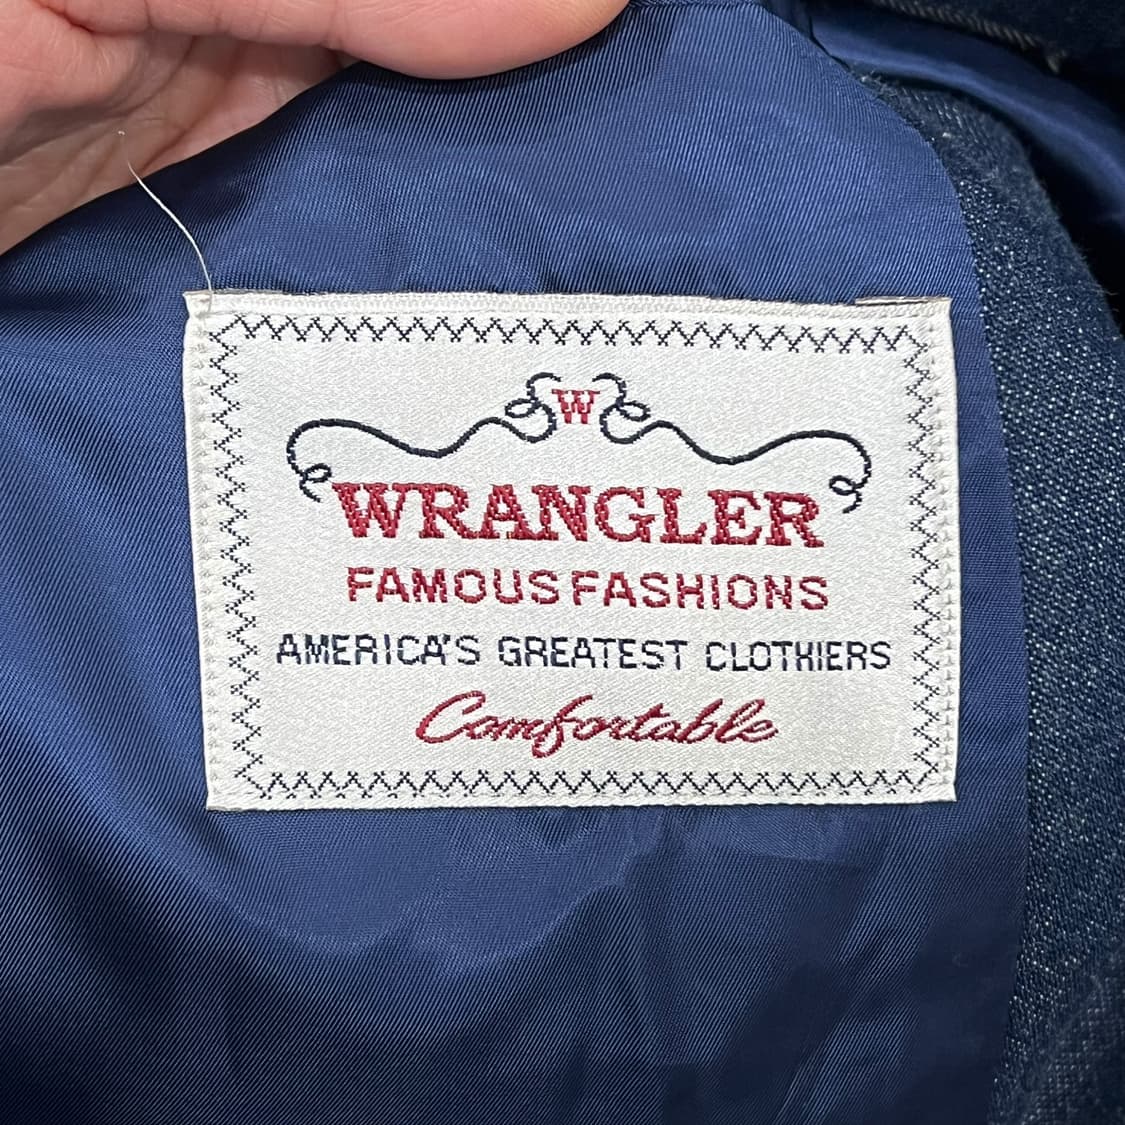 W
WRANGLER
FAMOUS FASHIONS
AMERICA'S GREATEST CLOTHIERS
Comfortable